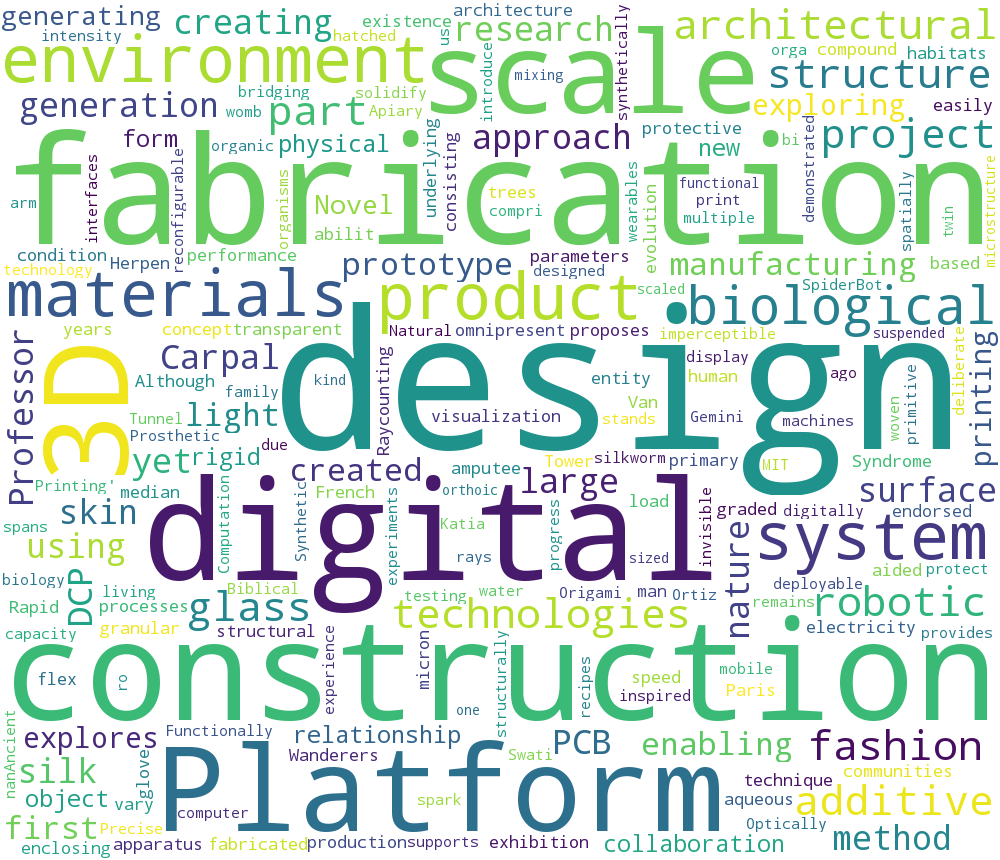 generating
intensity
creating
existence
hatched
architecture
use
research
introduce
mixing
synthetically
architectural
orga
compound
habitats
environment
scale
structure
generation
bridging
womb
part
solidify
Apiary
exploring
easily
form
organic
physical
underlying
consisting
approach
protective
new
demonstrated
bi
project
arm
interfaces
fabrication
reconfigurable
organisms
Novel
abilit
trees
compri
wearables
evolution
functional
print
multiple
spatially
twin
microstructure
condition
technology
Herpen
performance
prototype
parameters
designed
manufacturing
based
materials
product
scaled
SpiderBot
biological
years
concept
transparent
Natural
omnipresent
proposes
imperceptible
suspended
Professor
3D
Carpal
Although
family
kind
Raycounting
design
entity
display
human
ago
primitive
deliberate
printing
Tunnel
light
visualization
Van
stands
Gemini
machines
woven
Prosthetic
due
yet
rigid
Tower
silkworm
primary
MIT
Syndrome
Printing'
median
created
amputee
large
skin
spans
Computation
Synthetic
French
orthoic
digital
load
invisible
graded
digitally
surface
endorsed
using
experiments
Katia
rays
progress
sized
nature
system
biology
living
Biblical
testing
water
Origami
man
Ortiz
deployable
aided
protect
Rapid
DCP
processes
glass
technologies
remains
robotic
capacity
granular
structural
electricity
provides
construction
flex
ro
experience
micron
structurally
recipes
speed
inspired
mobile
Paris
one
nanAncient
explores
Functionally
relationship
Wanderers
Swati
PCB
enabling
fashion
silk
glove
Platform
technique
communities
object
vary
computer
spark
aqueous
additive
first
Precise
Optically
enclosing
apparatus
fabricated
production
supports
exhibition
collaboration
method